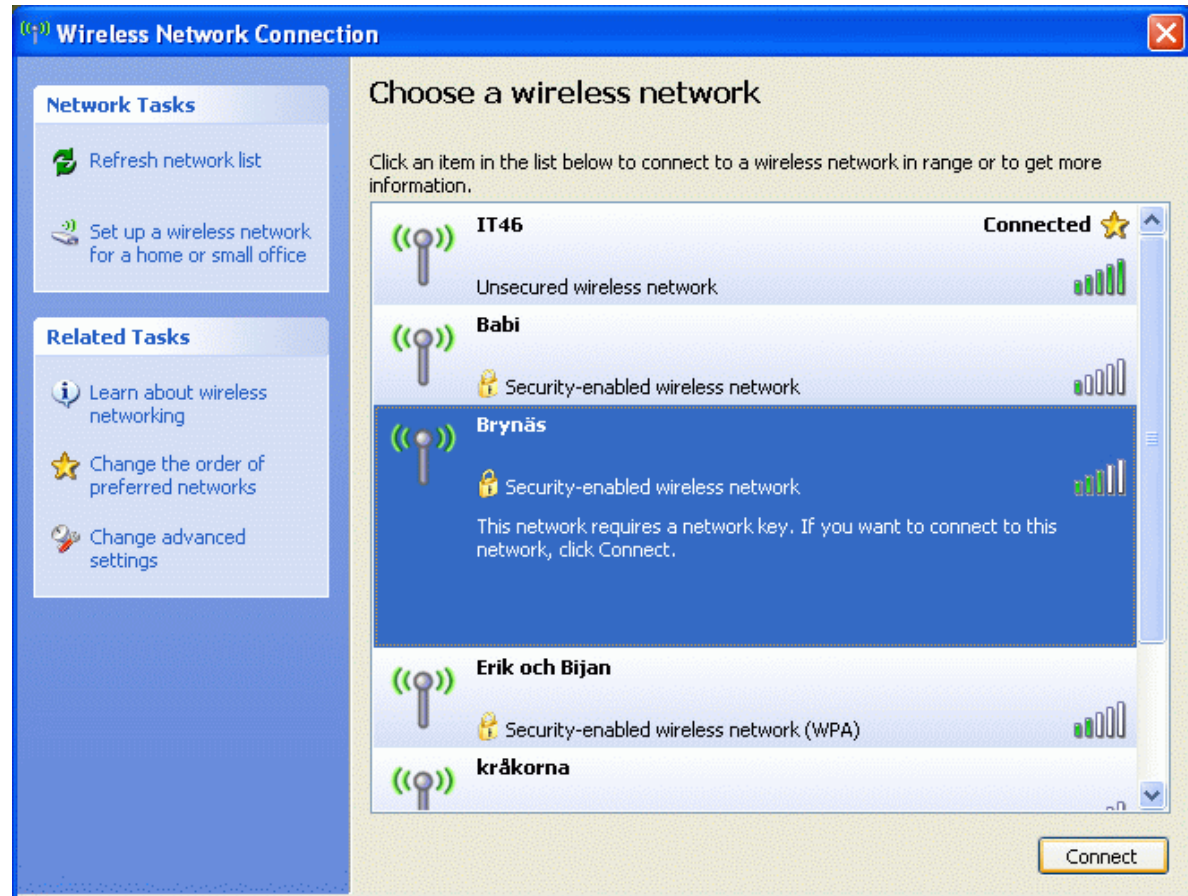 Wireless Network Connection
Network Tasks
Refresh network list
Set up a wireless network
for a home or small office
Related Tasks
Learn about wireless
networking
Change the order of
preferred networks
Change advanced
settings
Choose a wireless network
Click an item in the list below to connect to a wireless network in range or to get more
information.
IT46
Connected
Unsecured wireless network
Babi
Security-enabled wireless network
Brynäs
Security-enabled wireless network
This network requires a network key. If you want to connect to this
network, click Connect.
Erik och Bijan
Security-enabled wireless network (WPA)
kråkorna
Connect